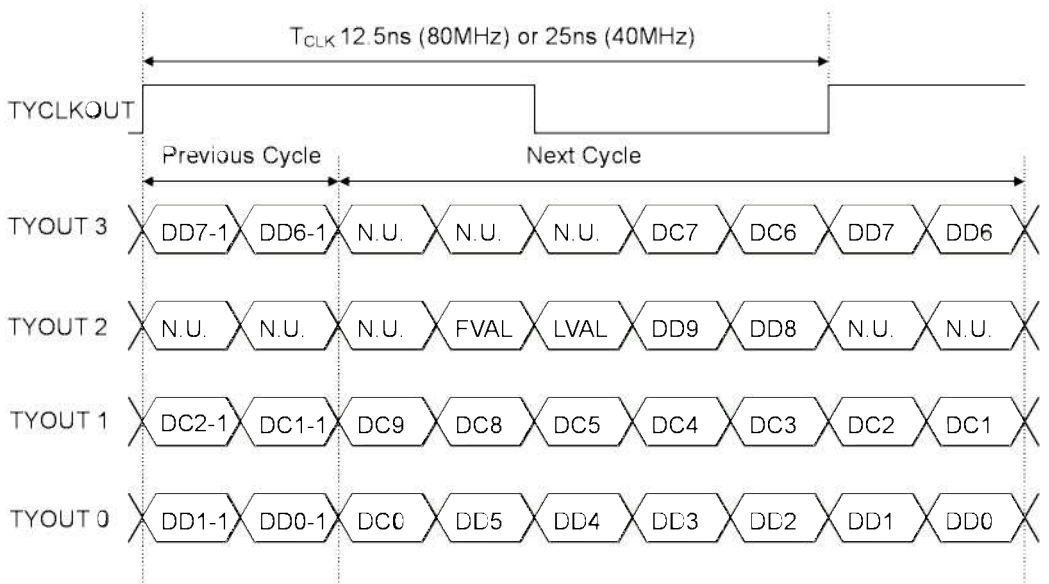 TCLK 12.5ns (80MHz) or 25ns (40MHz)
TYCLKOUT
Previous Cycle Next Cycle
TYOUT 3 DD7-1 DD6-1 N.U. N.U. N.U. DC7 DC6 DD7 DD6
TYOUT 2 N.U. N.U. N.U. FVAL LVAL DD9 DD8 N.U. N.U.
TYOUT 1 DC2-1 DC1-1 DC9 DC8 DC5 DC4 DC3 DC2 DC1
TYOUT 0 DD1-1 DD0-1 DC0 DD5 DD4 DD3 DD2 DD1 DD0